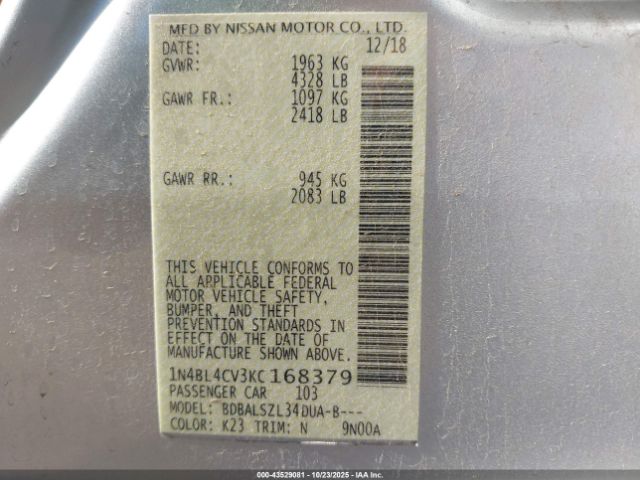 MFD BY NISSAN MOTOR CO., LTD.
DATE: 12/18
GVWR: 1963 KG
4328 LB
GAWR FR.: 1097 KG
2418 LB
GAWR RR.: 945 KG
2083 LB
THIS VEHICLE CONFORMS TO
ALL APPLICABLE FEDERAL
MOTOR VEHICLE SAFETY,
BUMPER, AND THEFT
PREVENTION STANDARDS IN
EFFECT ON THE DATE OF
MANUFACTURE SHOWN ABOVE.
1N4BL4CV3KC168379
PASSENGER CAR 103
MODEL: BDBALSZL34DUA-B---
COLOR: K23 TRIM: N 9N00A
000-43529081 - 10/23/2025 - IAAI.com